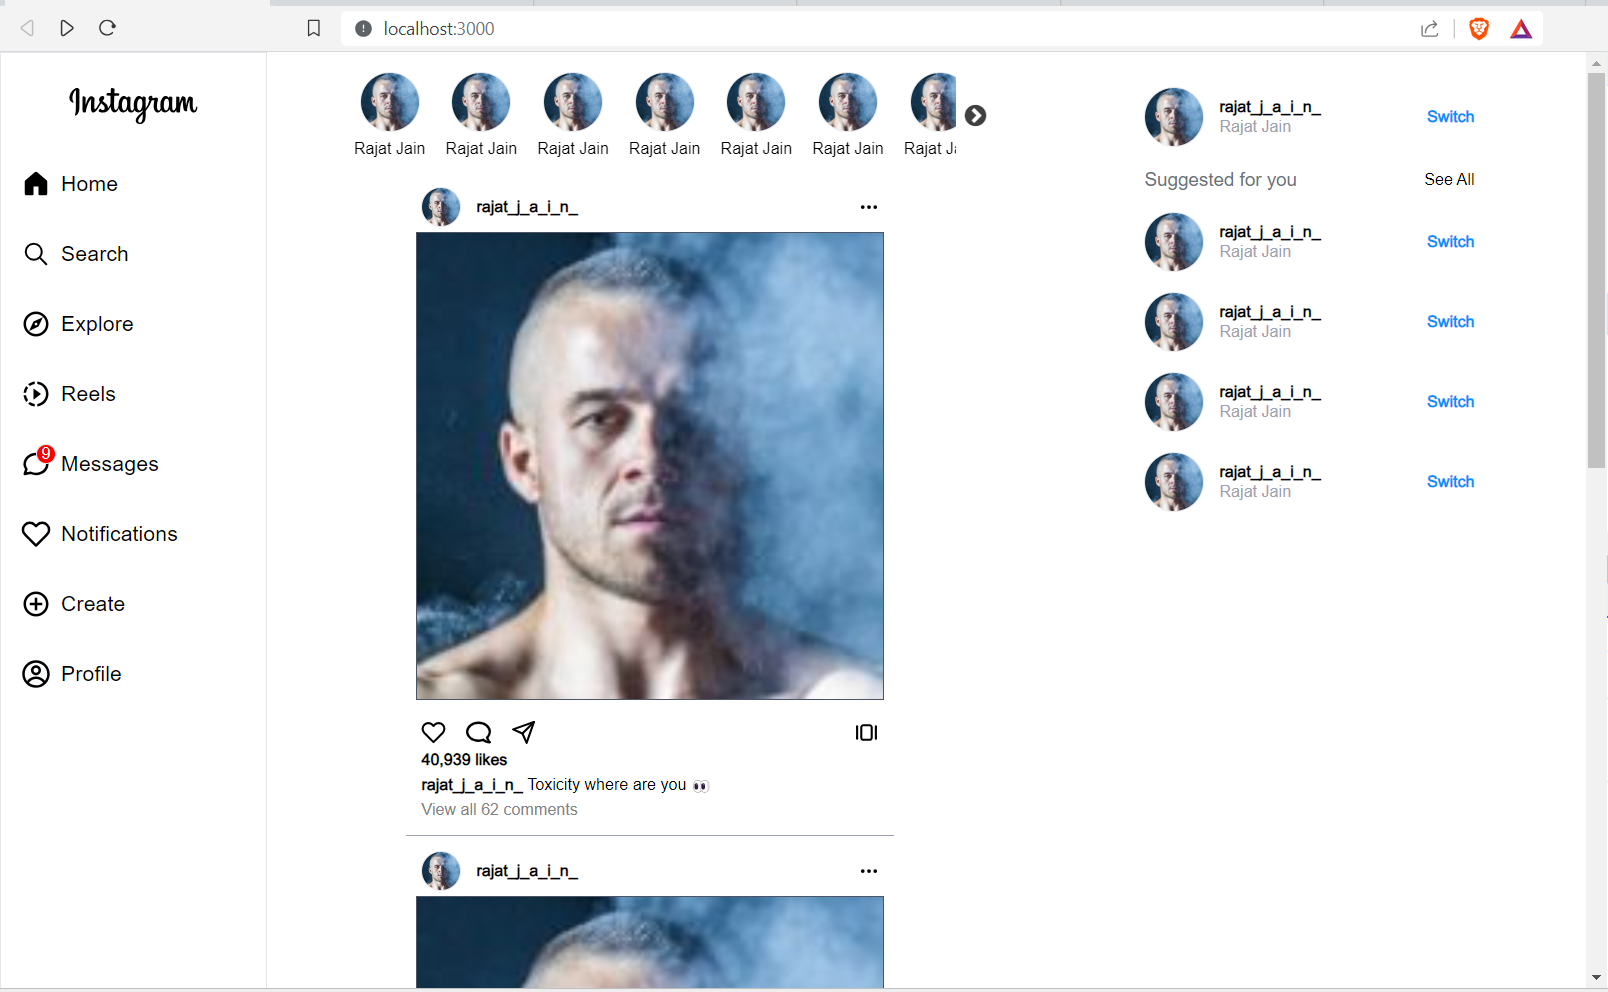 localhost:3000
Instagram
Home
Search
Explore
Reels
9
Messages
Notifications
Create
Profile
Rajat Jain Rajat Jain Rajat Jain Rajat Jain Rajat Jain Rajat Jain Rajat Ja
rajat_j_a_i_n_
40,939 likes
rajat_j_a_i_n_ Toxicity where are you 👀
View all 62 comments
rajat_j_a_i_n_
rajat_j_a_i_n_ Switch
Rajat Jain
Suggested for you See All
rajat_j_a_i_n_ Switch
Rajat Jain
rajat_j_a_i_n_ Switch
Rajat Jain
rajat_j_a_i_n_ Switch
Rajat Jain
rajat_j_a_i_n_ Switch
Rajat Jain